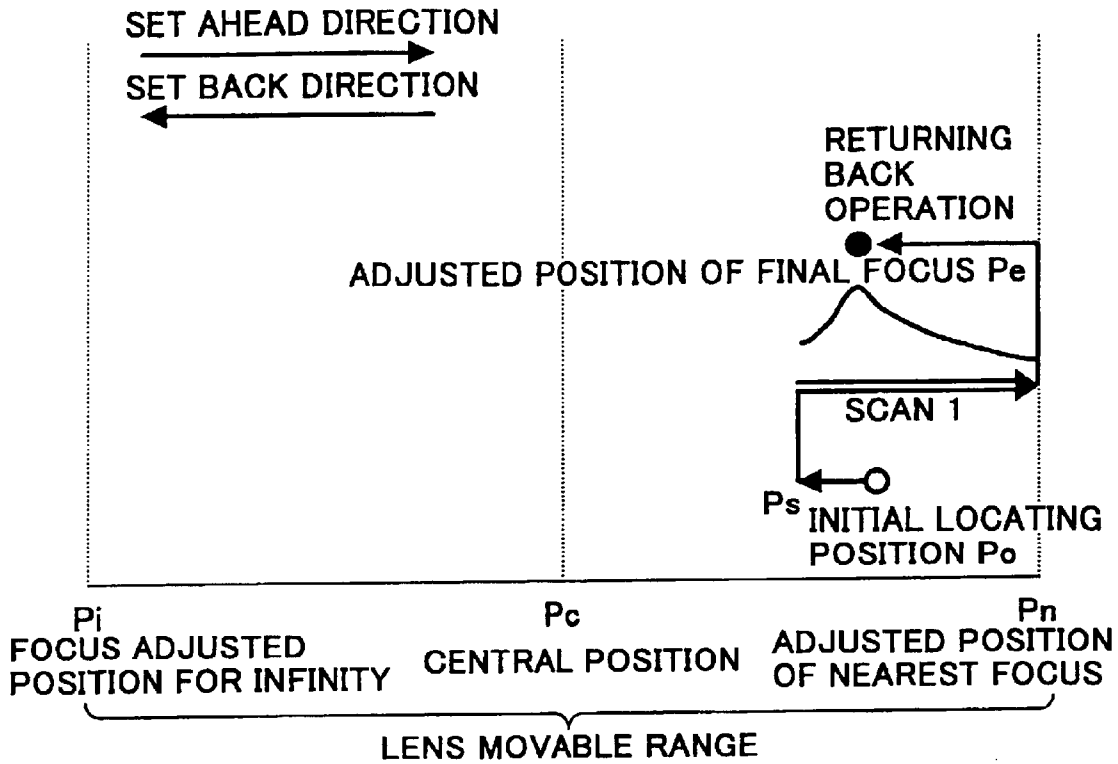 SET AHEAD DIRECTION
SET BACK DIRECTION
RETURNING
BACK
OPERATION
ADJUSTED POSITION OF FINAL FOCUS Pe
SCAN 1
Ps
INITIAL LOCATING
POSITION Po
Pi
FOCUS ADJUSTED
POSITION FOR INFINITY
Pc
CENTRAL POSITION
Pn
ADJUSTED POSITION
OF NEAREST FOCUS
LENS MOVABLE RANGE